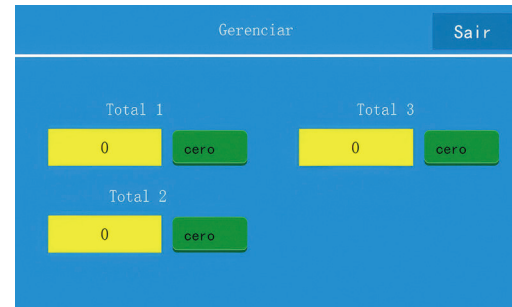 Gerenciar
Sair
Total 1
Total 3
0
cero
0
cero
Total 2
0
cero